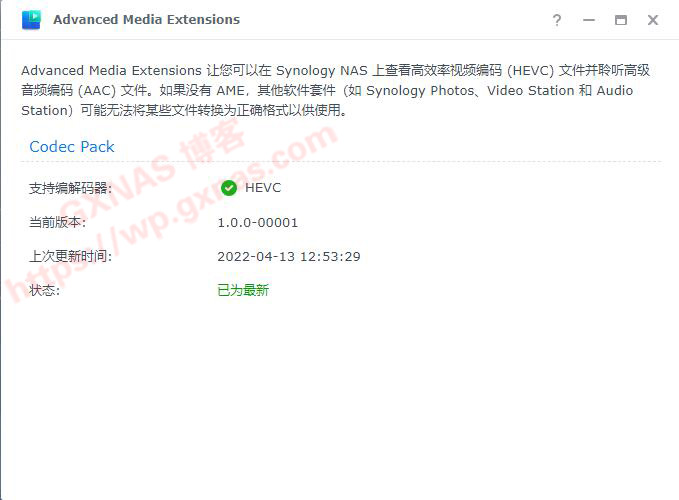 Advanced Media Extensions
Advanced Media Extensions 让您可以在 Synology NAS 上查看高效率视频编码 (HEVC) 文件并聆听高级
音频编码 (AAC) 文件。如果没有 AME，其他软件套件（如 Synology Photos、Video Station 和 Audio
Station）可能无法将某些文件转换为正确格式以供使用。
Codec Pack
支持编解码器: HEVC
当前版本: 1.0.0-00001
上次更新时间: 2022-04-13 12:53:29
状态: 已为最新
GXNAS 博客
https://wp.gxnas.com